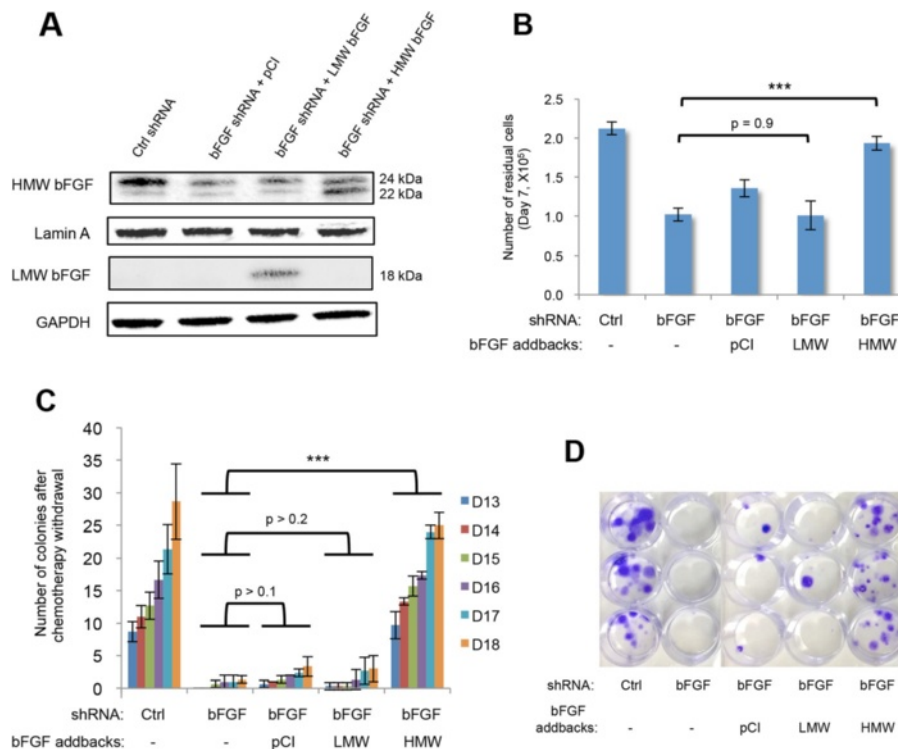 A
Ctrl shRNA
bFGF shRNA + pCI
bFGF shRNA + LMW bFGF
bFGF shRNA + HMW bFGF
HMW bFGF
24 kDa
22 kDa
Lamin A
LMW bFGF
18 kDa
GAPDH
B
Number of residual cells
(Day 7, X10⁵)
2.5
2.0
1.5
1.0
0.5
0.0
***
p = 0.9
shRNA: Ctrl bFGF bFGF bFGF bFGF
bFGF addbacks: - - pCI LMW HMW
C
Number of colonies after
chemotherapy withdrawal
40
35
30
25
20
15
10
5
0
***
p > 0.2
p > 0.1
D13
D14
D15
D16
D17
D18
shRNA: Ctrl bFGF bFGF bFGF bFGF
bFGF addbacks: - - pCI LMW HMW
D
shRNA: Ctrl bFGF bFGF bFGF bFGF
bFGF
addbacks: - - pCI LMW HMW